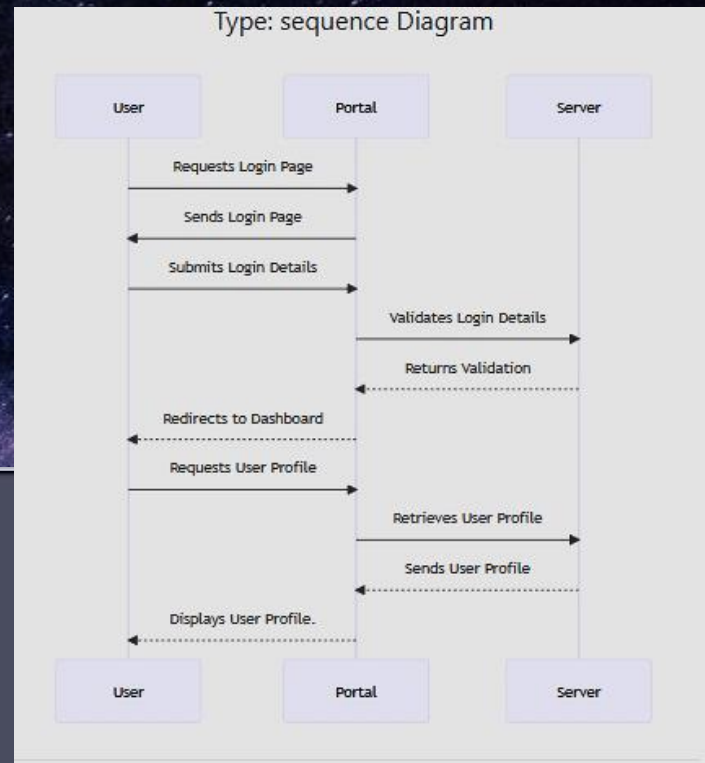 Type: sequence Diagram
User
Portal
Server
Requests Login Page
Sends Login Page
Submits Login Details
Validates Login Details
Returns Validation
Redirects to Dashboard
Requests User Profile
Retrieves User Profile
Sends User Profile
Displays User Profile.
User
Portal
Server